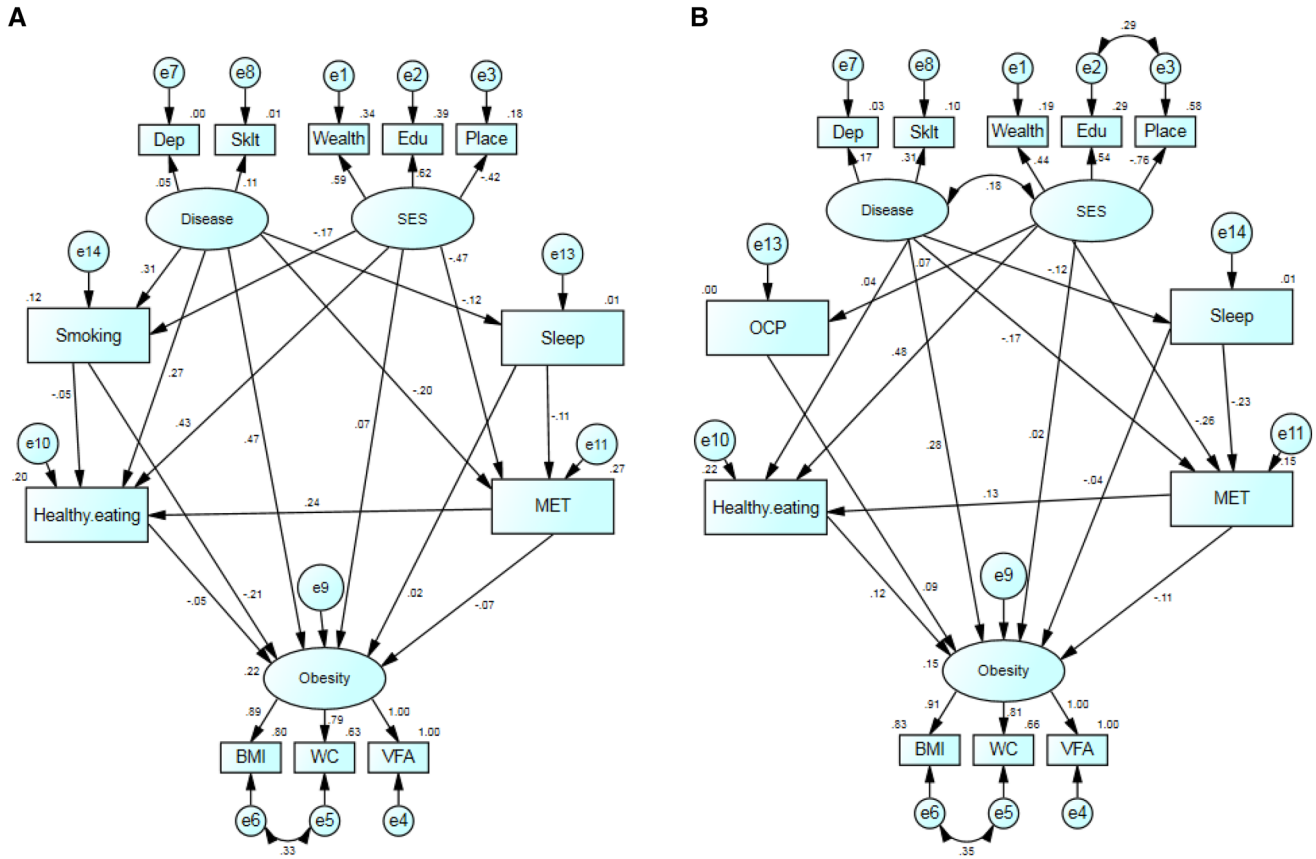 A
e7
e8
e1
e2
e3
.00
.01
.34
.39
.18
Dep
Sklt
Wealth
Edu
Place
.05
.11
.59
.62
-.42
Disease
SES
-.17
-.47
e14
e13
.31
-.12
.12
.01
Smoking
Sleep
.27
-.05
-.20
-.11
.43
.07
.47
e10
e11
.20
.27
Healthy.eating
MET
.24
e9
-.05
-.21
.02
-.07
.22
Obesity
.89
.79
1.00
.80
.63
1.00
BMI
WC
VFA
e6
e5
e4
.33
B
.29
e7
e8
e1
e2
e3
.03
.10
.19
.29
.58
Dep
Sklt
Wealth
Edu
Place
.17
.31
.44
.54
-.76
.18
Disease
SES
e13
e14
.04
.07
-.12
.00
.01
OCP
Sleep
.48
-.17
-.23
-.26
e10
e11
.28
.02
.22
.15
Healthy.eating
MET
-.04
.13
e9
.12
.09
-.11
.15
Obesity
.91
.81
1.00
.83
.66
1.00
BMI
WC
VFA
e6
e5
e4
.35